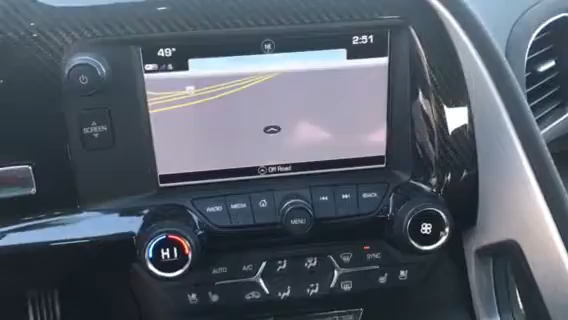 49°
2:51
SCREEN
Off Road
RADIO MEDIA BACK
MENU
HI
AUTO A/C SYNC